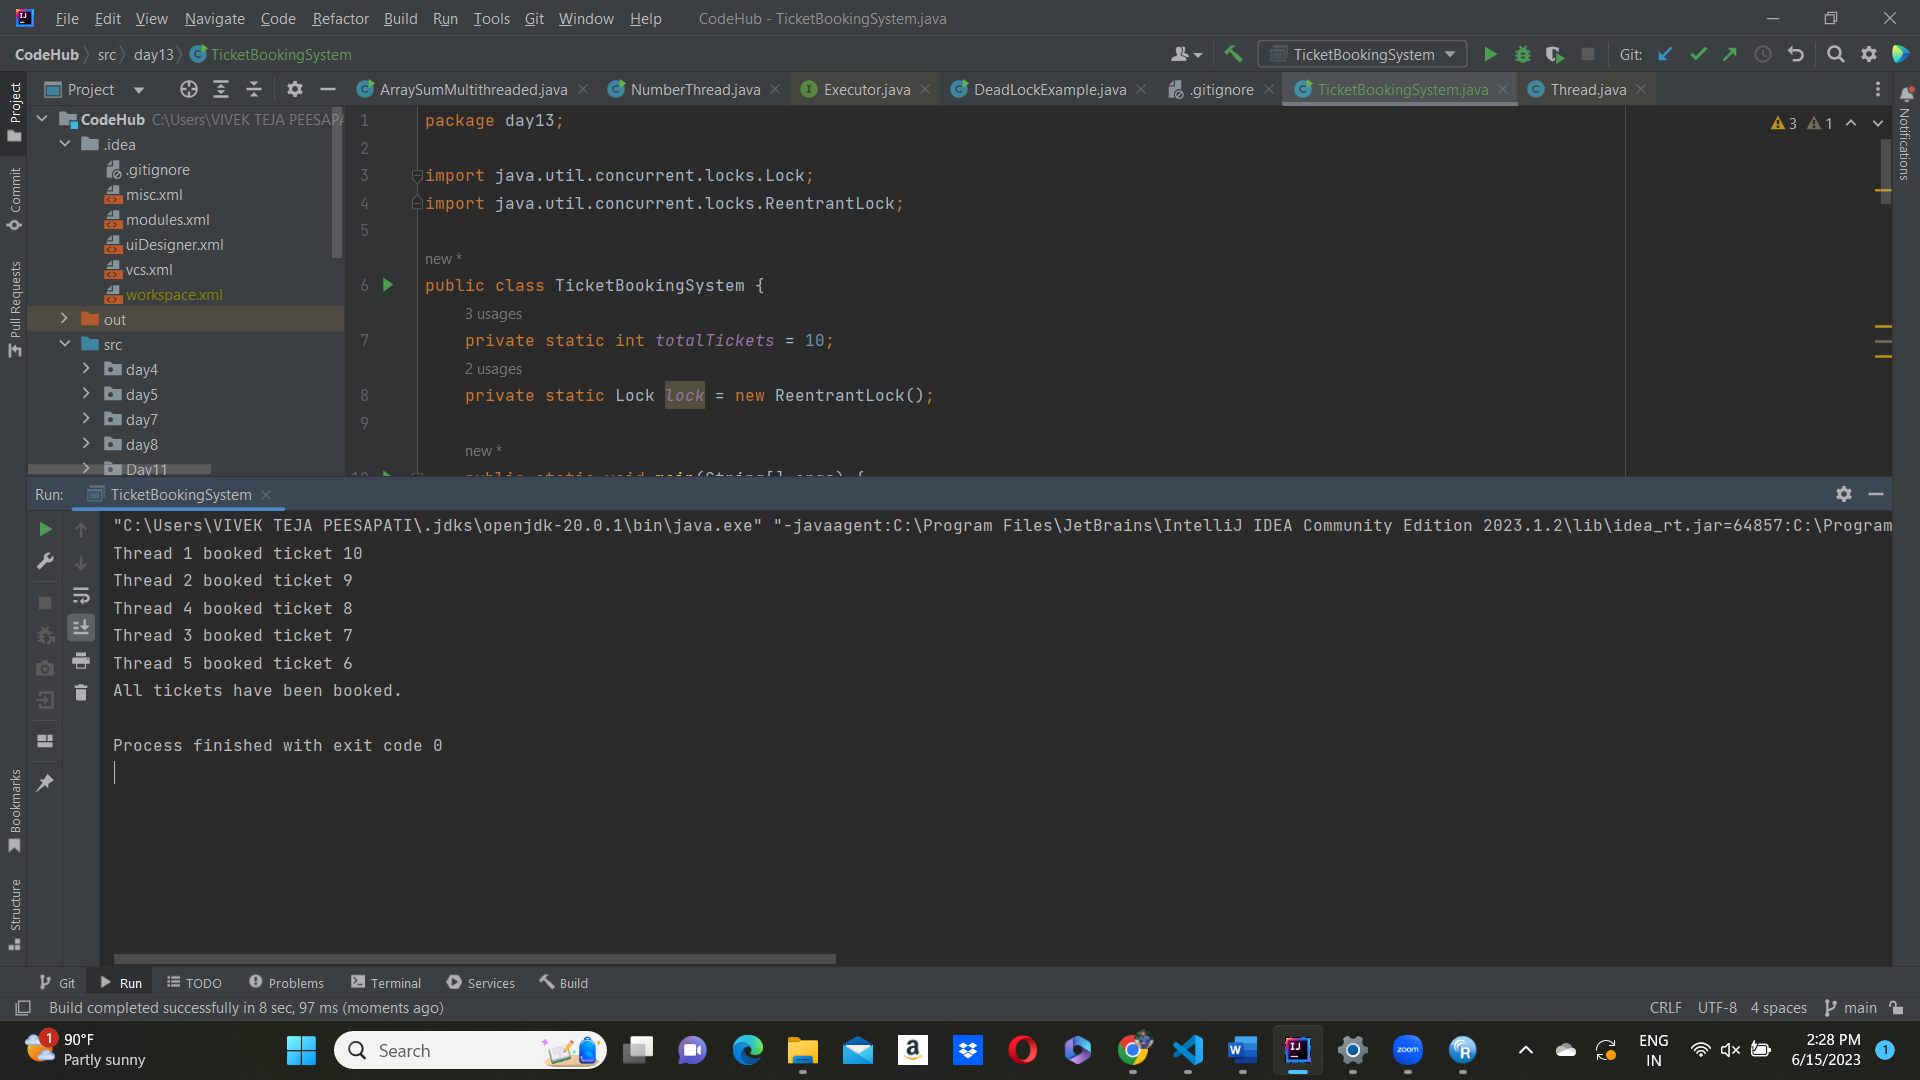 File Edit View Navigate Code Refactor Build Run Tools Git Window Help CodeHub - TicketBookingSystem.java
CodeHub src day13 TicketBookingSystem TicketBookingSystem Git:
Project ArraySumMultithreaded.java NumberThread.java Executor.java DeadLockExample.java .gitignore TicketBookingSystem.java Thread.java
Project
Commit
Pull Requests
Bookmarks
Structure
Notifications
CodeHub C:\Users\VIVEK TEJA PEESAPA
.idea
.gitignore
misc.xml
modules.xml
uiDesigner.xml
vcs.xml
workspace.xml
out
src
day4
day5
day7
day8
Day11
3 1
1 package day13;
2
3 import java.util.concurrent.locks.Lock;
4 import java.util.concurrent.locks.ReentrantLock;
5
new *
6 public class TicketBookingSystem {
3 usages
7 private static int totalTickets = 10;
2 usages
8 private static Lock lock = new ReentrantLock();
9
new *
10 public static void main(String[] args) {
Run: TicketBookingSystem
"C:\Users\VIVEK TEJA PEESAPATI\.jdks\openjdk-20.0.1\bin\java.exe" "-javaagent:C:\Program Files\JetBrains\IntelliJ IDEA Community Edition 2023.1.2\lib\idea_rt.jar=64857:C:\Program
Thread 1 booked ticket 10
Thread 2 booked ticket 9
Thread 4 booked ticket 8
Thread 3 booked ticket 7
Thread 5 booked ticket 6
All tickets have been booked.
Process finished with exit code 0
Git Run TODO Problems Terminal Services Build
Build completed successfully in 8 sec, 97 ms (moments ago) CRLF UTF-8 4 spaces main
1 90°F
Partly sunny
Search
a
zoom
R
ENG
IN
2:28 PM
6/15/2023
1